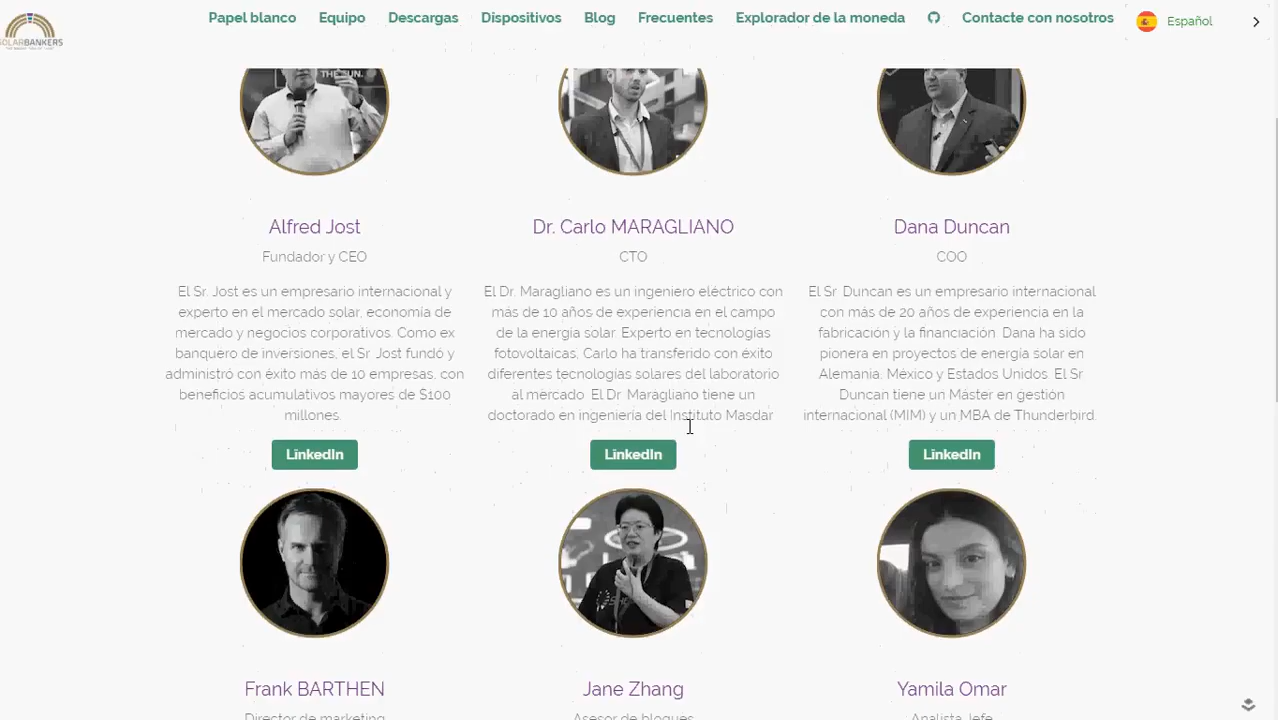 Papel blanco Equipo Descargas Dispositivos Blog Frecuentes Explorador de la moneda Contacte con nosotros Español
SOLARBANKERS
THE SUN.
Alfred Jost
Fundador y CEO
El Sr. Jost es un empresario internacional y
experto en el mercado solar, economía de
mercado y negocios corporativos. Como ex
banquero de inversiones, el Sr. Jost fundó y
administró con éxito más de 10 empresas, con
beneficios acumulativos mayores de $100
millones.
LinkedIn
Dr. Carlo MARAGLIANO
CTO
El Dr. Maragliano es un ingeniero eléctrico con
más de 10 años de experiencia en el campo
de la energía solar. Experto en tecnologías
fotovoltaicas, Carlo ha transferido con éxito
diferentes tecnologías solares del laboratorio
al mercado. El Dr. Maragliano tiene un
doctorado en ingeniería del Instituto Masdar
LinkedIn
Dana Duncan
COO
El Sr. Duncan es un empresario internacional
con más de 20 años de experiencia en la
fabricación y la financiación. Dana ha sido
pionera en proyectos de energía solar en
Alemania, México y Estados Unidos. El Sr.
Duncan tiene un Máster en gestión
internacional (MIM) y un MBA de Thunderbird.
LinkedIn
Frank BARTHEN
Director de marketing
Jane Zhang
Asesor de bloques
Yamila Omar
Analista Jefe